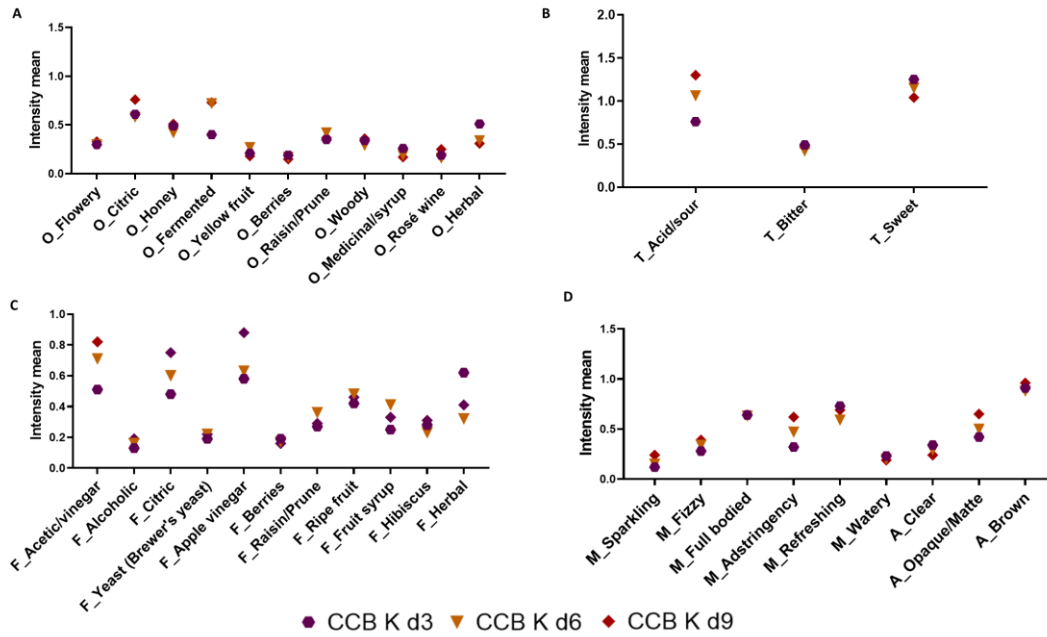 A
Intensity mean
1.5
1.0
0.5
0.0
O_Flowery
O_Citric
O_Honey
O_Fermented
O_Yellow fruit
O_Berries
O_Raisin/Prune
O_Woody
O_Medicinal/syrup
O_Rosé wine
O_Herbal
B
Intensity mean
2.0
1.5
1.0
0.5
0.0
T_Acid/sour
T_Bitter
T_Sweet
C
Intensity mean
1.0
0.8
0.6
0.4
0.2
0.0
F_Acetic/vinegar
F_Alcoholic
F_Citric
F_Yeast (Brewer's yeast)
F_Apple vinegar
F_Berries
F_Raisin/Prune
F_Ripe fruit
F_Fruit syrup
F_Hibiscus
F_Herbal
D
Intensity mean
1.5
1.0
0.5
0.0
M_Sparkling
M_Fizzy
M_Full bodied
M_Adstringency
M_Refreshing
M_Watery
A_Clear
A_Opaque/Matte
A_Brown
CCB K d3 CCB K d6 CCB K d9